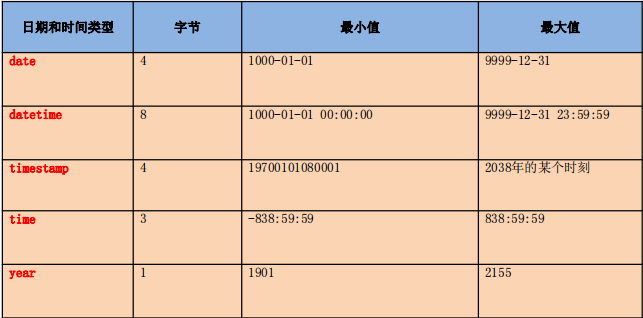 日期和时间类型 字节 最小值 最大值
date 4 1000-01-01 9999-12-31
datetime 8 1000-01-01 00:00:00 9999-12-31 23:59:59
timestamp 4 19700101080001 2038年的某个时刻
time 3 -838:59:59 838:59:59
year 1 1901 2155